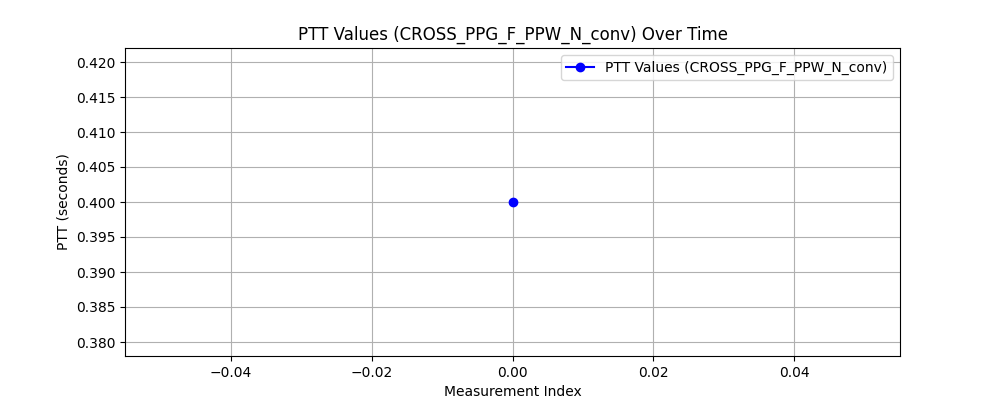 PTT Values (CROSS_PPG_F_PPW_N_conv) Over Time
PTT Values (CROSS_PPG_F_PPW_N_conv)
PTT (seconds)
0.420
0.415
0.410
0.405
0.400
0.395
0.390
0.385
0.380
−0.04 −0.02 0.00 0.02 0.04
Measurement Index